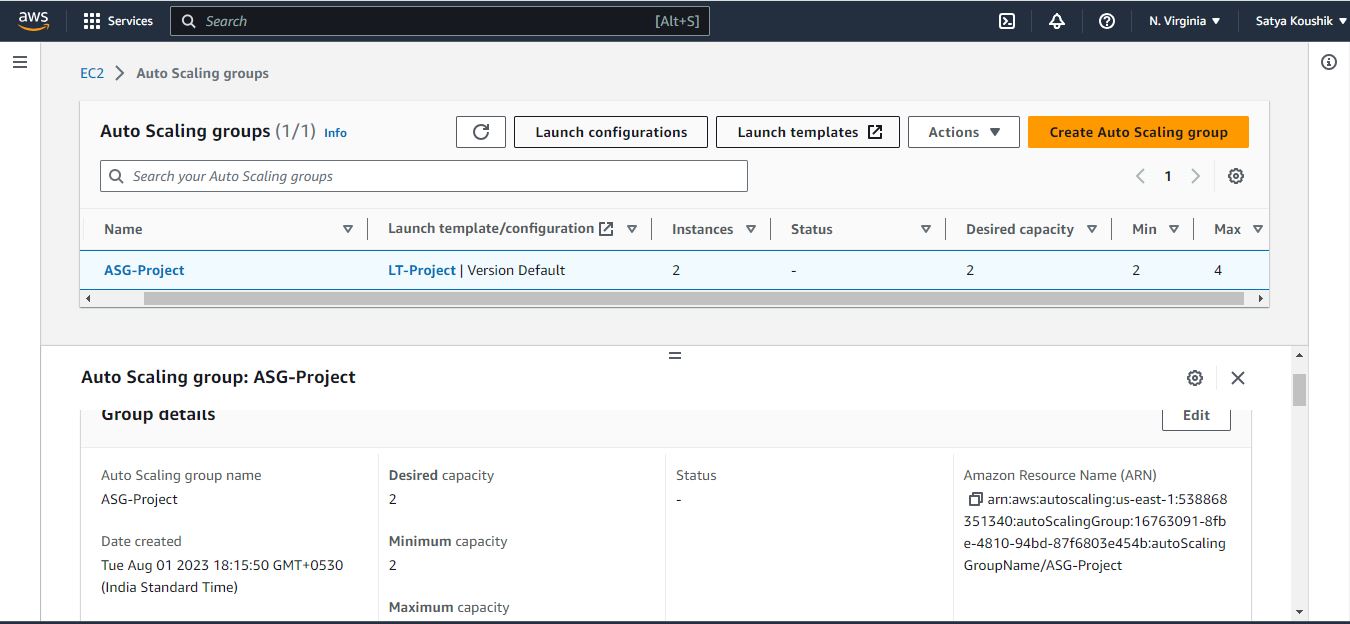 aws Services Search [Alt+S] N. Virginia Satya Koushik
EC2 Auto Scaling groups
Auto Scaling groups (1/1) Info Launch configurations Launch templates Actions Create Auto Scaling group
Search your Auto Scaling groups 1
Name Launch template/configuration Instances Status Desired capacity Min Max
ASG-Project LT-Project | Version Default 2 - 2 2 4
Auto Scaling group: ASG-Project
Group details Edit
Auto Scaling group name
ASG-Project
Date created
Tue Aug 01 2023 18:15:50 GMT+0530
(India Standard Time)
Desired capacity
2
Minimum capacity
2
Maximum capacity
Status
-
Amazon Resource Name (ARN)
arn:aws:autoscaling:us-east-1:538868
351340:autoScalingGroup:16763091-8fb
e-4810-94bd-87f6803e454b:autoScaling
GroupName/ASG-Project